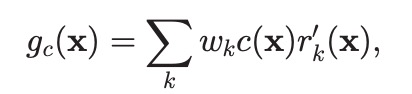 g_c(𝐱) = ∑_k w_k c(𝐱) r′_k(𝐱),